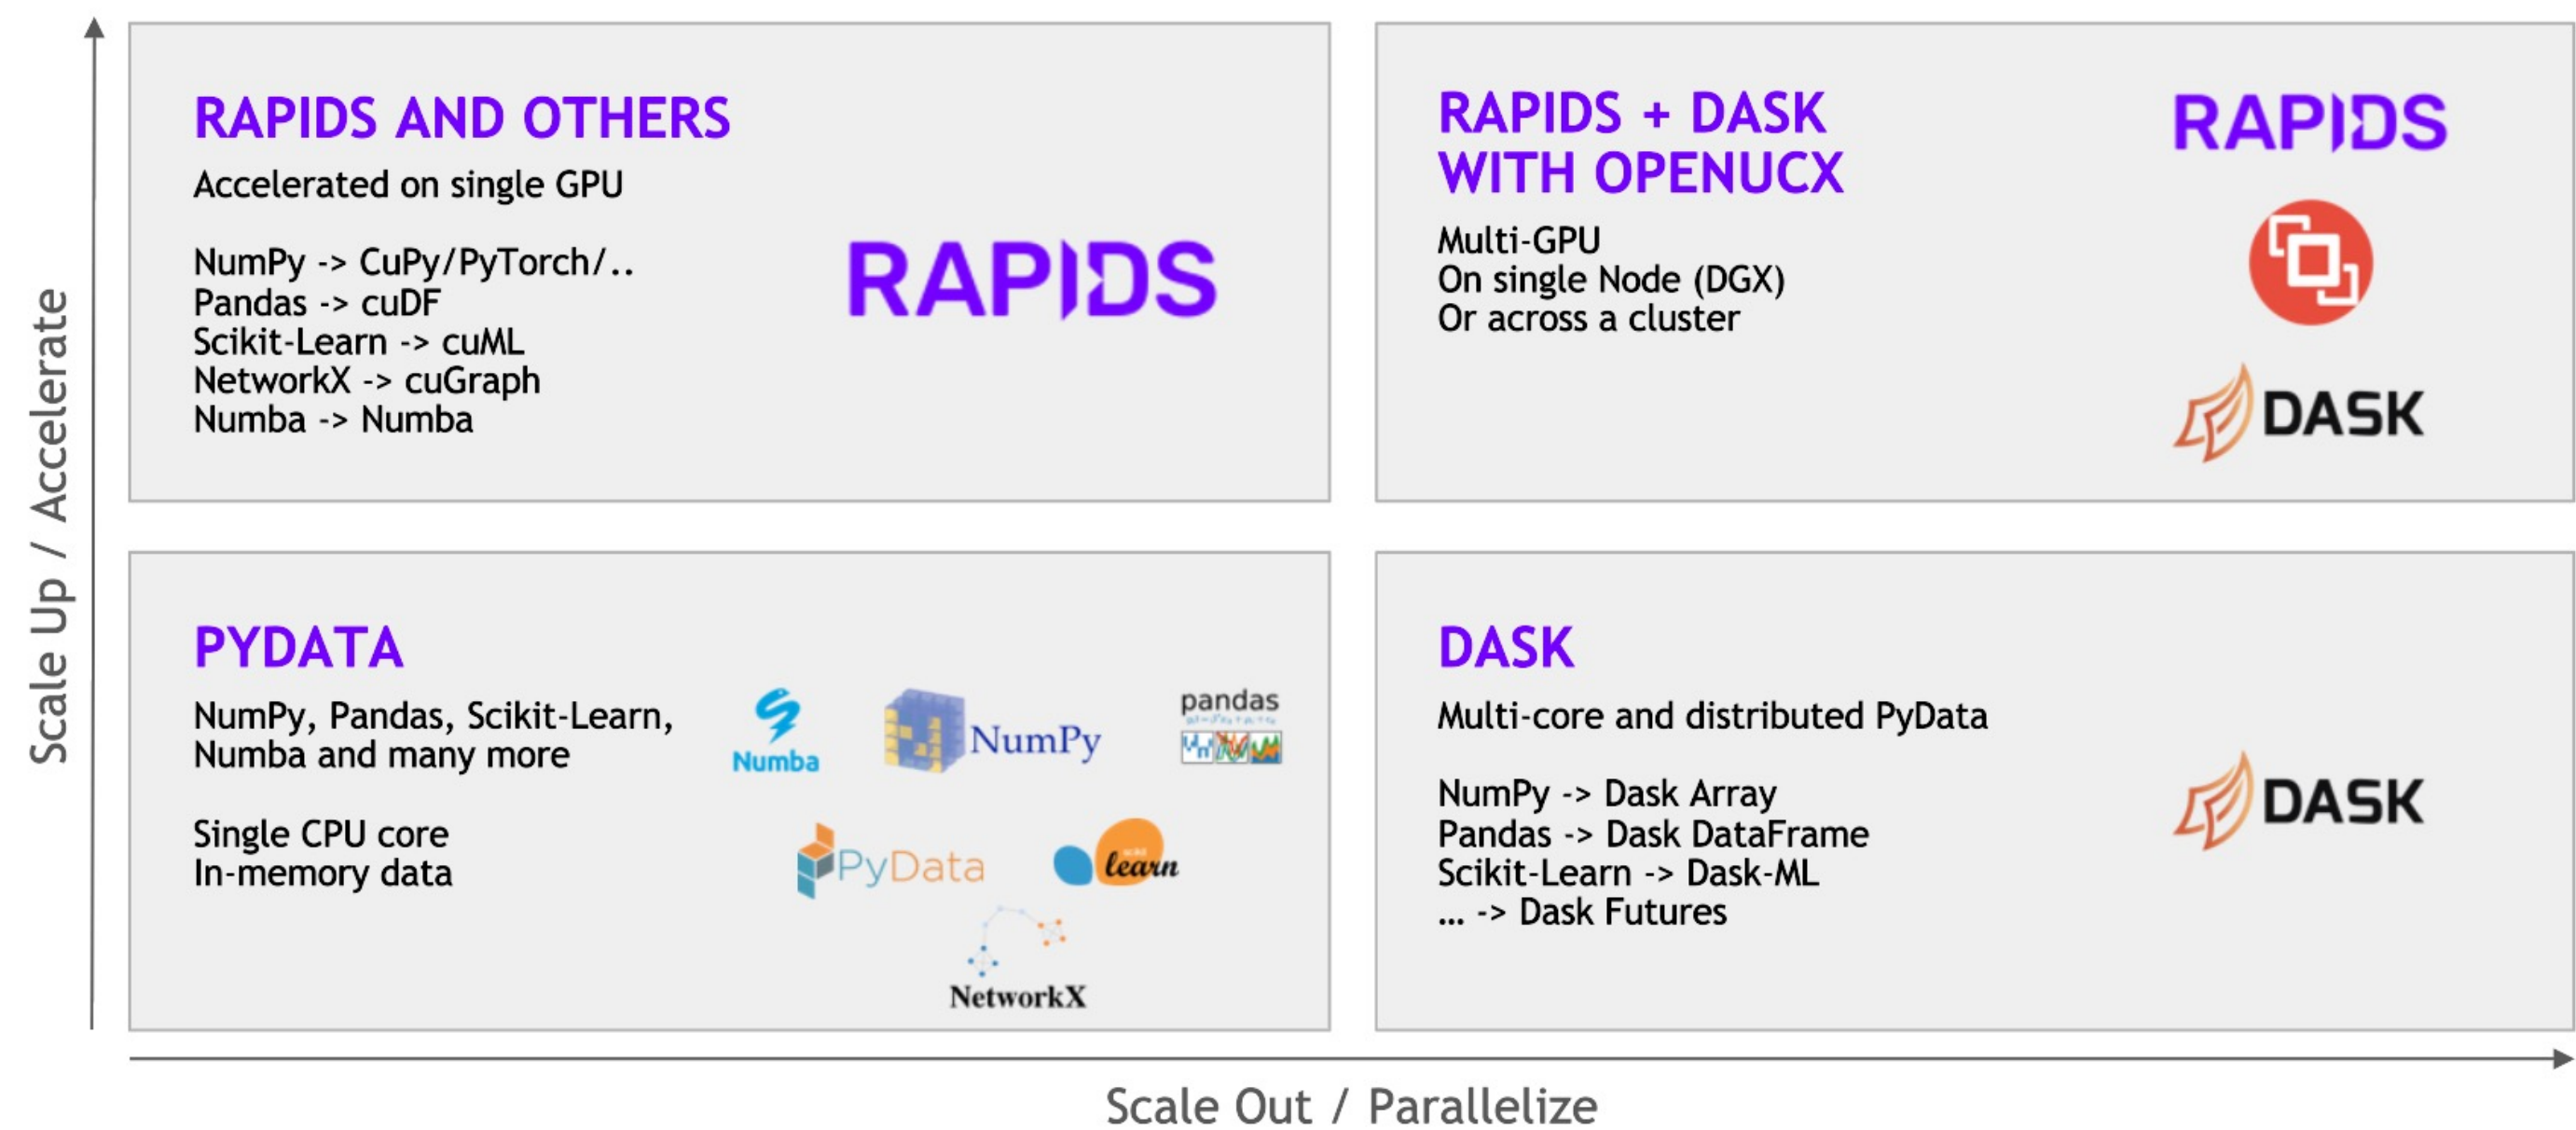 Scale Up / Accelerate
RAPIDS AND OTHERS
Accelerated on single GPU
NumPy -> CuPy/PyTorch/..
Pandas -> cuDF
Scikit-Learn -> cuML
NetworkX -> cuGraph
Numba -> Numba
RAPIDS
RAPIDS + DASK
WITH OPENUCX
Multi-GPU
On single Node (DGX)
Or across a cluster
RAPIDS
DASK
PYDATA
NumPy, Pandas, Scikit-Learn,
Numba and many more
Single CPU core
In-memory data
Numba
NumPy
pandas
PyData
scikit
learn
NetworkX
DASK
Multi-core and distributed PyData
NumPy -> Dask Array
Pandas -> Dask DataFrame
Scikit-Learn -> Dask-ML
… -> Dask Futures
DASK
Scale Out / Parallelize